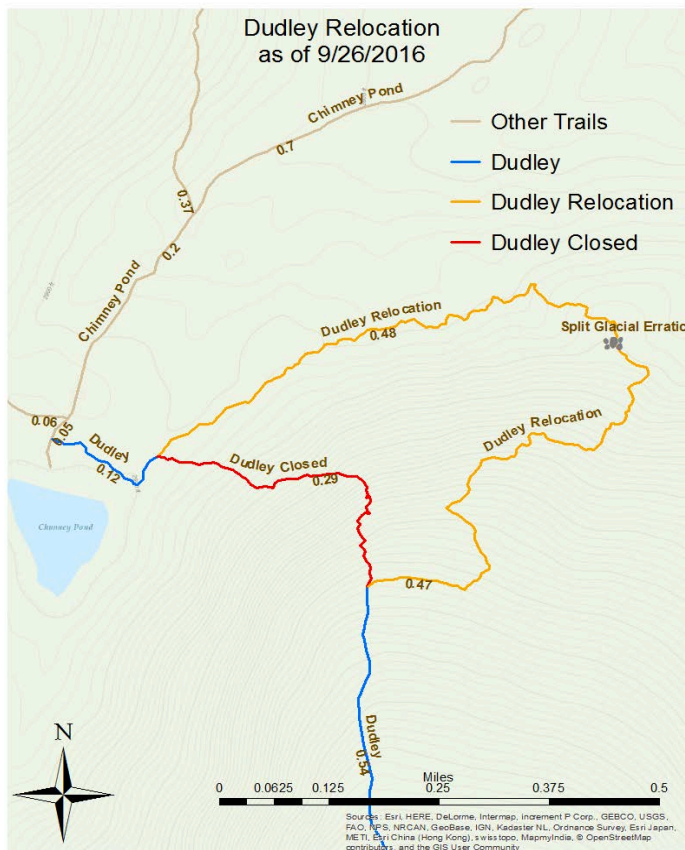 Dudley Relocation
as of 9/26/2016
Chimney Pond
0.7
Other Trails
Dudley
Dudley Relocation
Dudley Closed
0.37
0.2
Chimney Pond
Dudley Relocation
0.48
Split Glacial Erratic
0.06
0.05
Dudley
0.12
Dudley Closed
0.29
Dudley Relocation
Chimney Pond
0.47
N
Dudley
0.54
Miles
0 0.0625 0.125 0.25 0.375 0.5
Sources: Esri, HERE, DeLorme, Intermap, increment P Corp., GEBCO, USGS,
FAO, NPS, NRCAN, GeoBase, IGN, Kadaster NL, Ordnance Survey, Esri Japan,
METI, Esri China (Hong Kong), swisstopo, MapmyIndia, © OpenStreetMap
contributors, and the GIS User Community